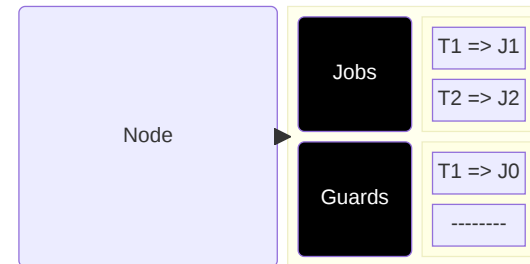 Node
Jobs
T1 => J1
T2 => J2
Guards
T1 => J0
--------